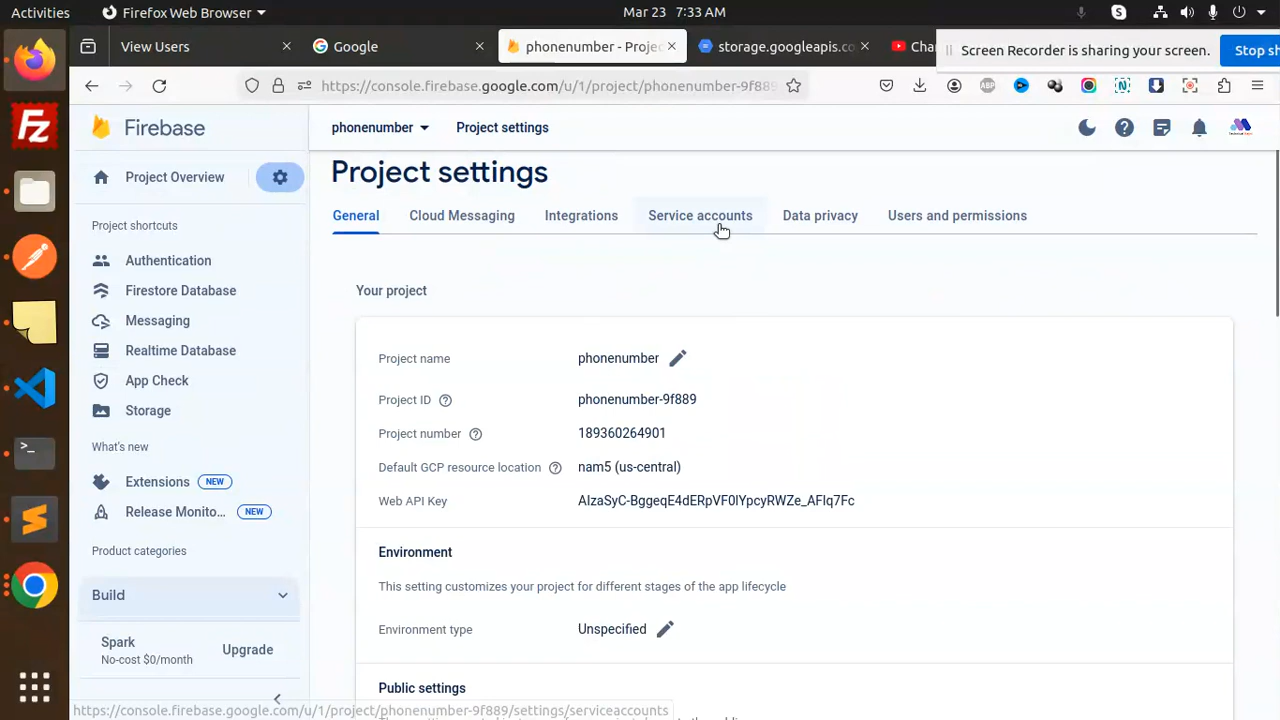 Activities
Firefox Web Browser
Mar 23 7:33 AM
View Users
Google
phonenumber - Projec
storage.googleapis.co
Chan
Screen Recorder is sharing your screen.
Stop sh
https://console.firebase.google.com/u/1/project/phonenumber-9f889
Firebase
phonenumber
Project settings
Project Overview
Project settings
General
Cloud Messaging
Integrations
Service accounts
Data privacy
Users and permissions
Project shortcuts
Authentication
Firestore Database
Messaging
Realtime Database
App Check
Storage
What's new
Extensions NEW
Release Monito... NEW
Product categories
Build
Spark
No-cost $0/month
Upgrade
Your project
Project name
phonenumber
Project ID
phonenumber-9f889
Project number
189360264901
Default GCP resource location
nam5 (us-central)
Web API Key
AIzaSyC-BggeqE4dERpVF0lYpcyRWZe_AFIq7Fc
Environment
This setting customizes your project for different stages of the app lifecycle
Environment type
Unspecified
Public settings
https://console.firebase.google.com/u/1/project/phonenumber-9f889/settings/serviceaccounts